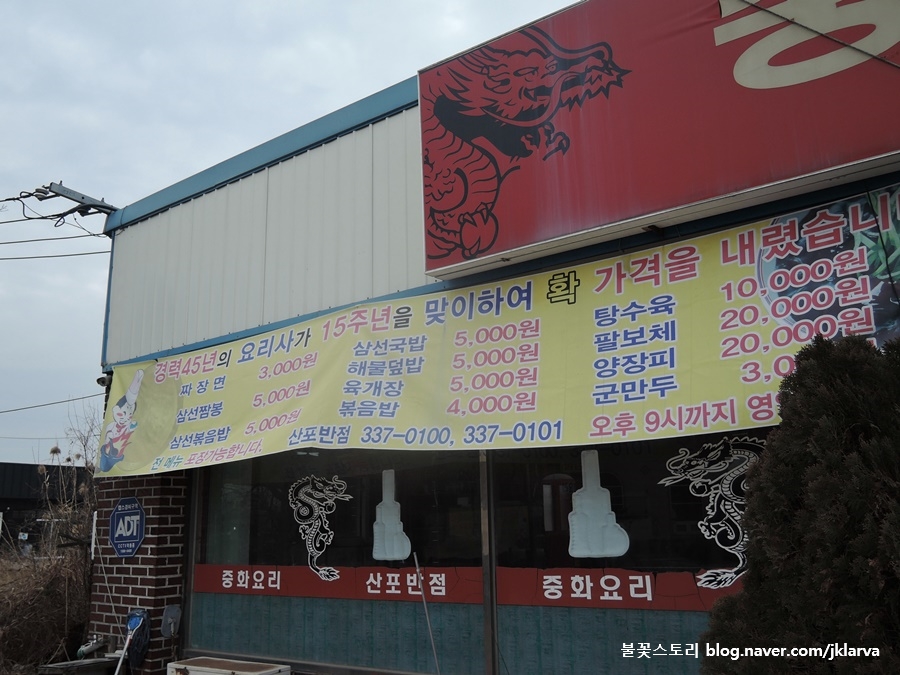 경력45년의 요리사가 15주년을 맞이하여 확 가격을 내렸습니
짜장면 3,000원 삼선국밥 5,000원 탕수육 10,000원
삼선짬뽕 5,000원 해물덮밥 5,000원 팔보체 20,000원
삼선볶음밥 5,000원 육개장 5,000원 양장피 20,000원
볶음밥 4,000원 군만두
전 메뉴 포장가능합니다. 산포반점 337-0100, 337-0101 오후 9시까지
ADT
중화요리 산포반점 중화요리
불꽃스토리 blog.naver.com/jklarva